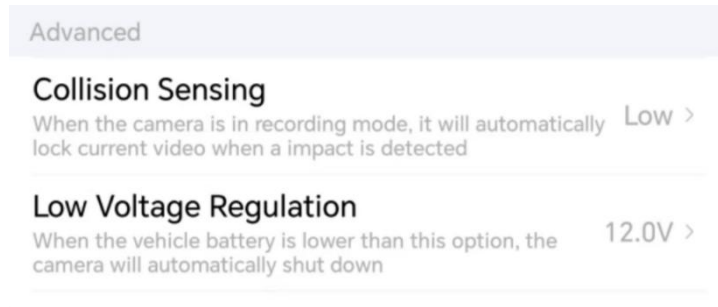 Advanced
Collision Sensing
When the camera is in recording mode, it will automatically
lock current video when a impact is detected
Low >
Low Voltage Regulation
When the vehicle battery is lower than this option, the
camera will automatically shut down
12.0V >